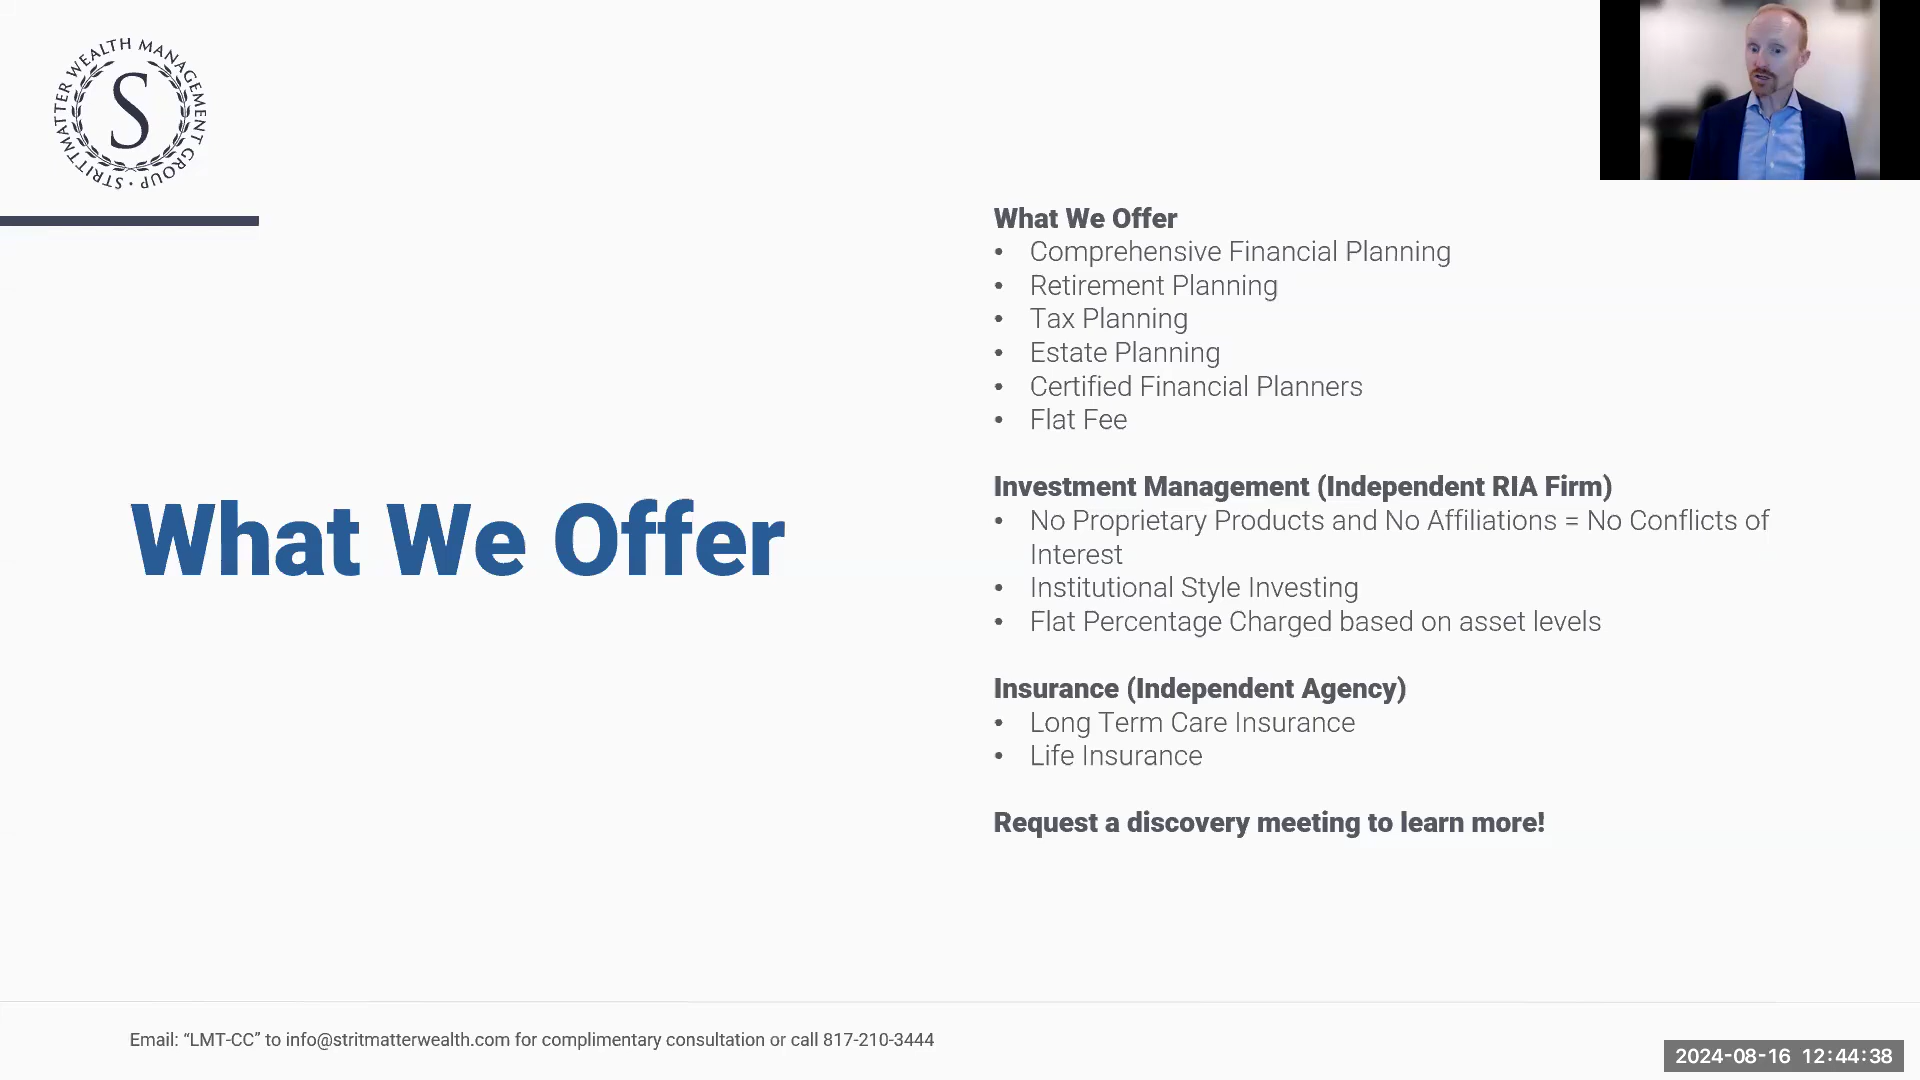 STRITTMATTER WEALTH MANAGEMENT GROUP ·
S
What We Offer
What We Offer
• Comprehensive Financial Planning
• Retirement Planning
• Tax Planning
• Estate Planning
• Certified Financial Planners
• Flat Fee
Investment Management (Independent RIA Firm)
• No Proprietary Products and No Affiliations = No Conflicts of
Interest
• Institutional Style Investing
• Flat Percentage Charged based on asset levels
Insurance (Independent Agency)
• Long Term Care Insurance
• Life Insurance
Request a discovery meeting to learn more!
Email: “LMT-CC” to info@stritmatterwealth.com for complimentary consultation or call 817-210-3444
2024-08-16 12:44:38